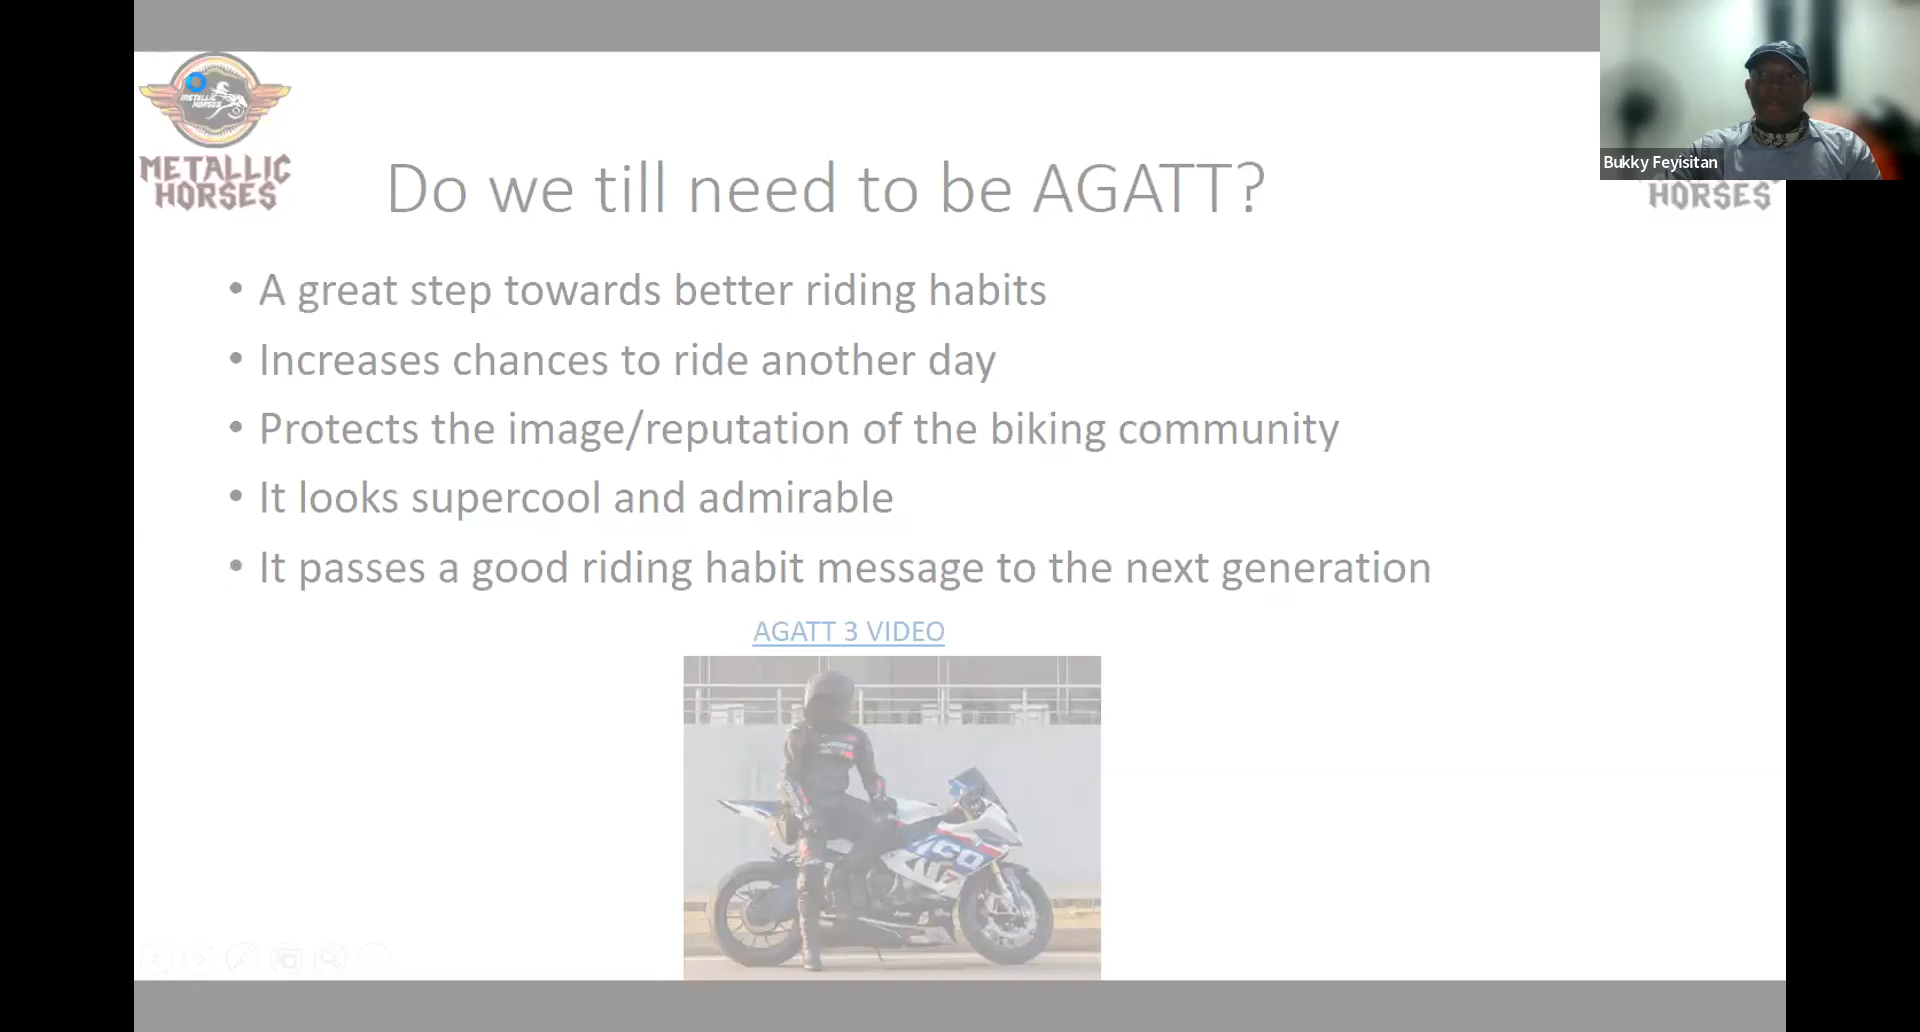 METALLIC
HORSES
METALLIC
HORSES
Bukky Feyisitan
HORSES
Do we till need to be AGATT?
• A great step towards better riding habits
• Increases chances to ride another day
• Protects the image/reputation of the biking community
• It looks supercool and admirable
• It passes a good riding habit message to the next generation
AGATT 3 VIDEO